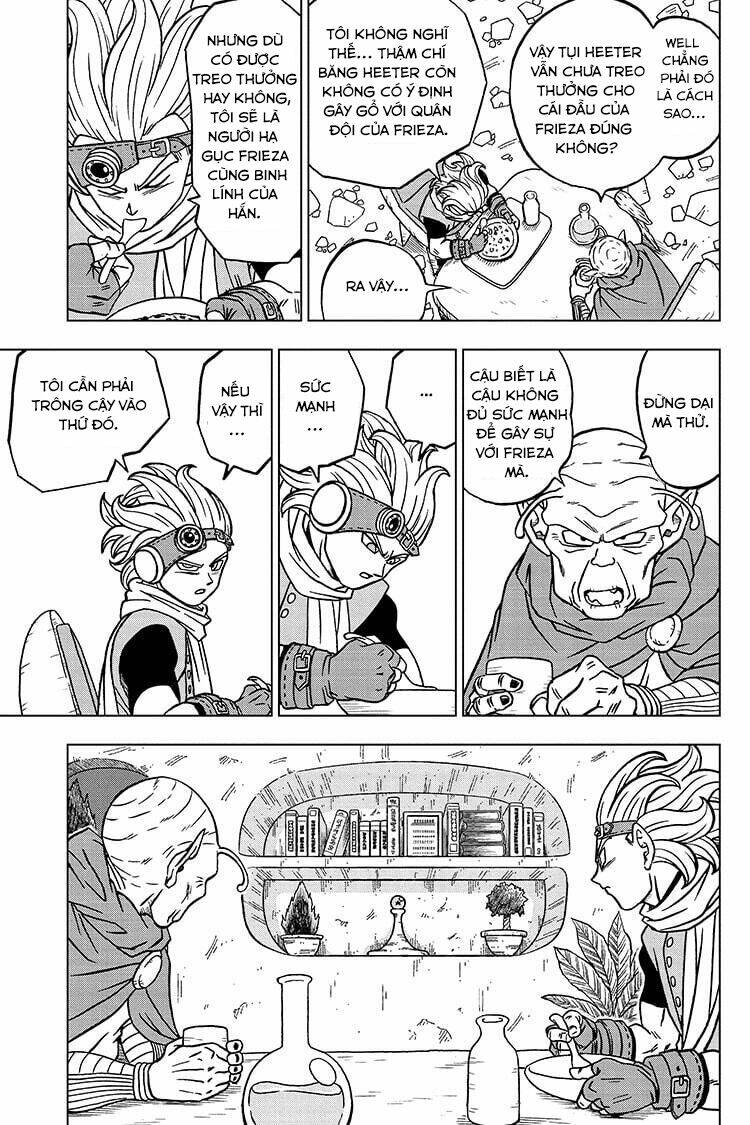 WELL
CHẲNG
PHẢI ĐÓ
LÀ CÁCH
SAO...
VẬY TỤI HEETER
VẪN CHƯA TREO
THƯỞNG CHO
CÁI ĐẦU CỦA
FRIEZA ĐÚNG
KHÔNG?
TÔI KHÔNG NGHĨ
THẾ... THẬM CHÍ
BĂNG HEETER CÒN
KHÔNG CÓ Ý ĐỊNH
GÂY GỔ VỚI QUÂN
ĐỘI CỦA FRIEZA.
RA VẬY...
NHƯNG DÙ
CÓ ĐƯỢC
TREO THƯỞNG
HAY KHÔNG,
TÔI SẼ LÀ
NGƯỜI HẠ
GỤC FRIEZA
CÙNG BINH
LÍNH CỦA
HẮN.
ĐỪNG DẠI
MÀ THỬ.
CẬU BIẾT LÀ
CẬU KHÔNG
ĐỦ SỨC MẠNH
ĐỂ GÂY SỰ
VỚI FRIEZA
MÀ.
...
SỨC
MẠNH
...
NẾU
VẬY THÌ
...
TÔI CẦN PHẢI
TRÔNG CẬY VÀO
THỨ ĐÓ.